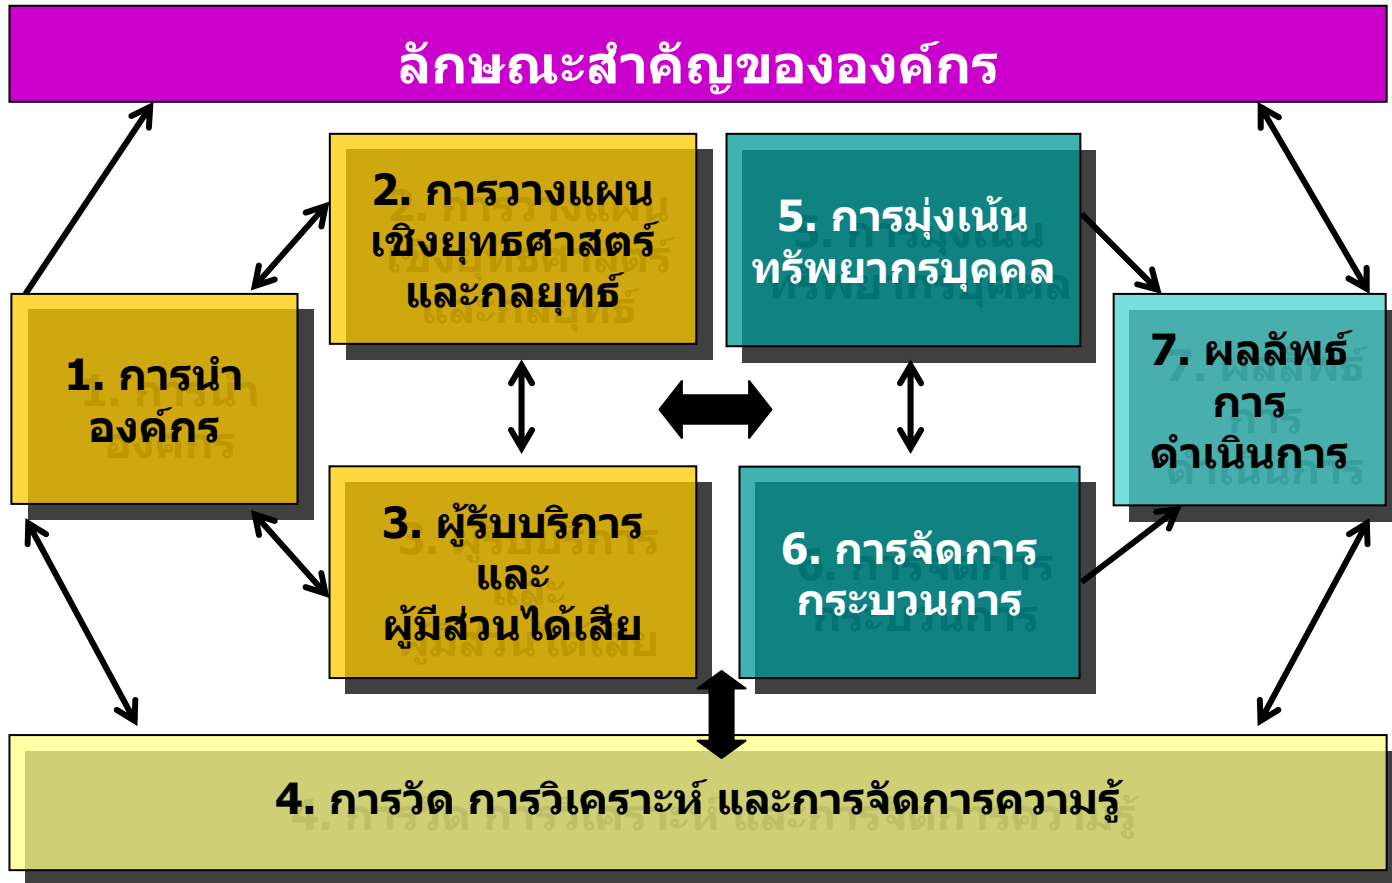 ลักษณะสำคัญขององค์กร
2. การวางแผน
เชิงยุทธศาสตร์
และกลยุทธ์
5. การมุ่งเน้น
ทรัพยากรบุคคล
1. การนำ
องค์กร
7. ผลลัพธ์
การ
ดำเนินการ
3. ผู้รับบริการ
และ
ผู้มีส่วนได้เสีย
6. การจัดการ
กระบวนการ
4. การวัด การวิเคราะห์ และการจัดการความรู้